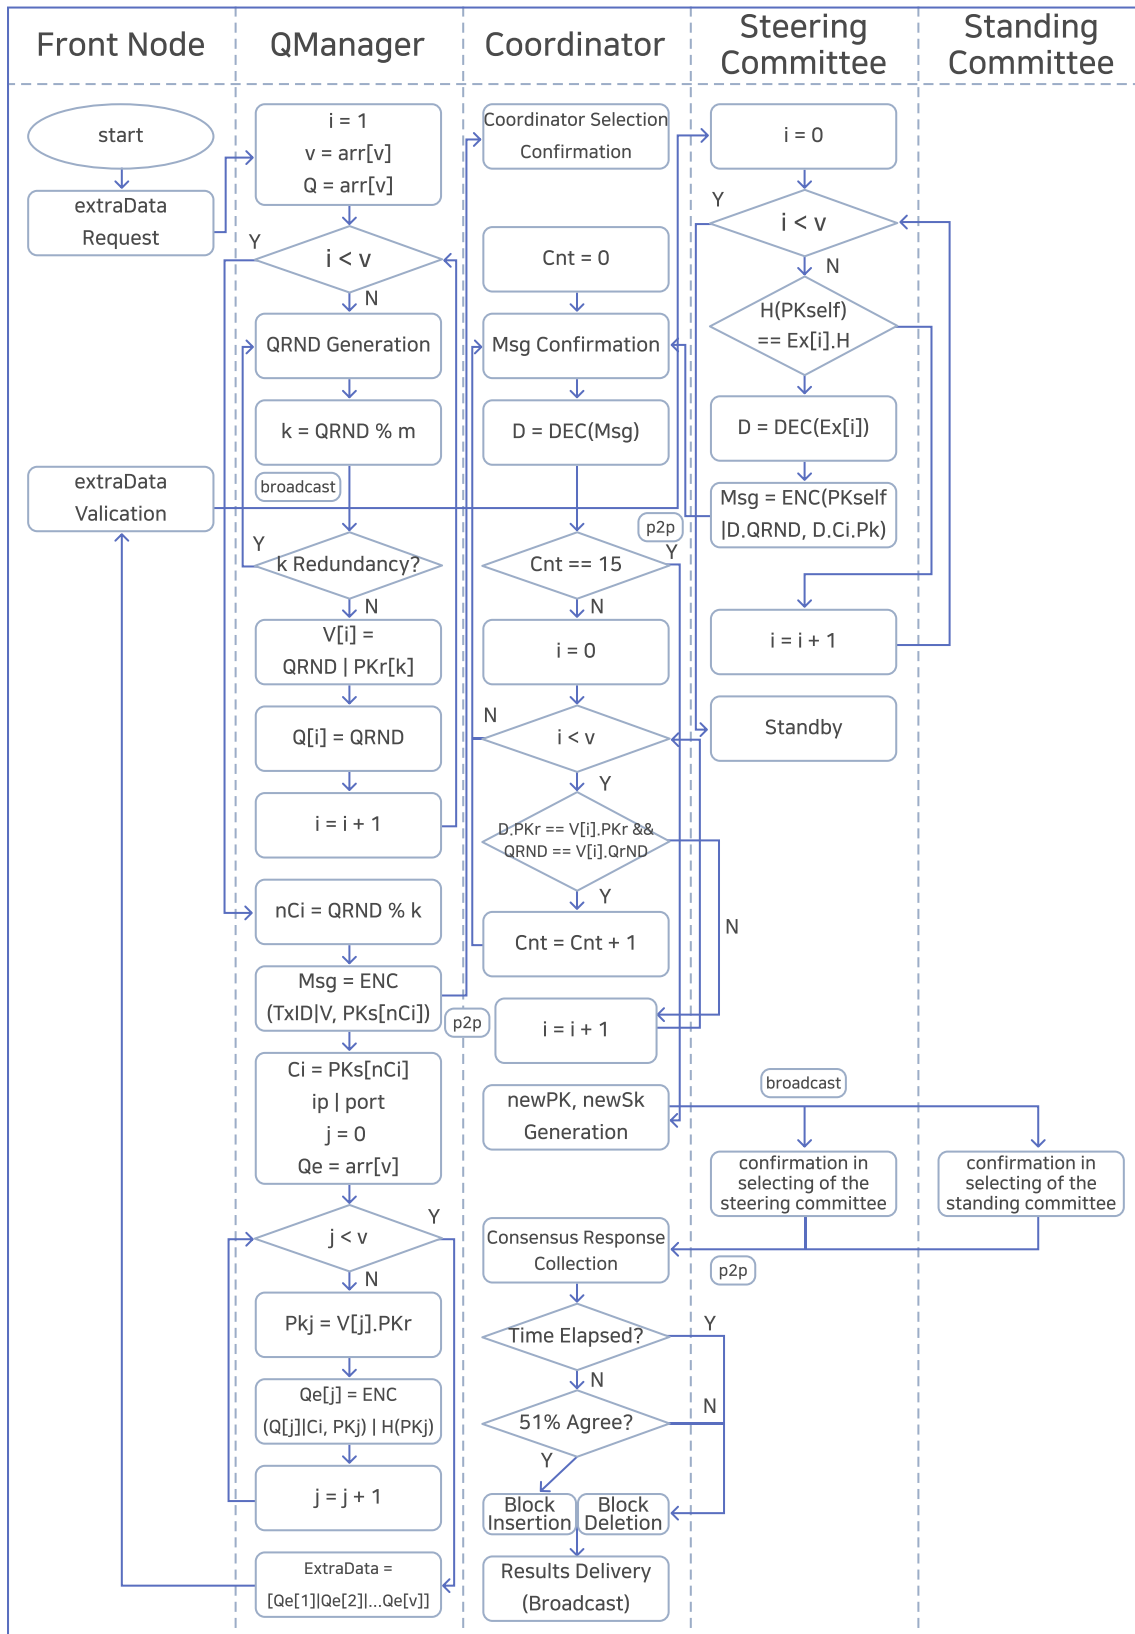 Front Node
QManager
Coordinator
Steering
Committee
Standing
Committee
start
extraData
Request
extraData
Valication
i = 1
v = arr[v]
Q = arr[v]
Y
i < v
N
QRND Generation
k = QRND % m
broadcast
Y
k Redundancy?
N
V[i] =
QRND | PKr[k]
Q[i] = QRND
i = i + 1
nCi = QRND % k
Msg = ENC
(TxID|V, PKs[nCi])
p2p
Ci = PKs[nCi]
ip | port
j = 0
Qe = arr[v]
Y
j < v
N
Pkj = V[j].PKr
Qe[j] = ENC
(Q[j]|Ci, PKj) | H(PKj)
j = j + 1
ExtraData =
[Qe[1]|Qe[2]|...Qe[v]]
Coordinator Selection
Confirmation
Cnt = 0
Msg Confirmation
D = DEC(Msg)
p2p
Y
Cnt == 15
N
i = 0
N
i < v
Y
D.PKr == V[i].PKr &&
QRND == V[i].QrND
Y
N
Cnt = Cnt + 1
i = i + 1
newPK, newSk
Generation
Consensus Response
Collection
Time Elapsed?
Y
N
51% Agree?
N
Y
Block
Insertion
Block
Deletion
Results Delivery
(Broadcast)
i = 0
Y
i < v
N
H(PKself)
== Ex[i].H
D = DEC(Ex[i])
Msg = ENC(PKself
|D.QRND, D.Ci.Pk)
i = i + 1
Standby
broadcast
confirmation in
selecting of the
steering committee
p2p
confirmation in
selecting of the
standing committee